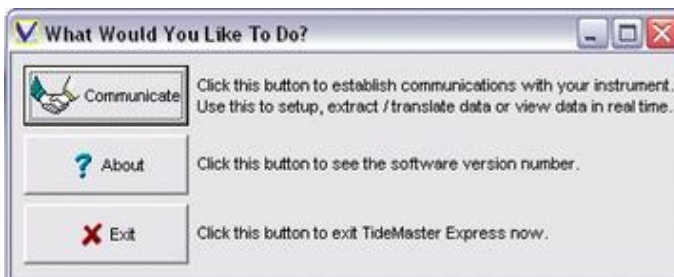 What Would You Like To Do?
Communicate
Click this button to establish communications with your instrument.
Use this to setup, extract / translate data or view data in real time.
About
Click this button to see the software version number.
Exit
Click this button to exit TideMaster Express now.